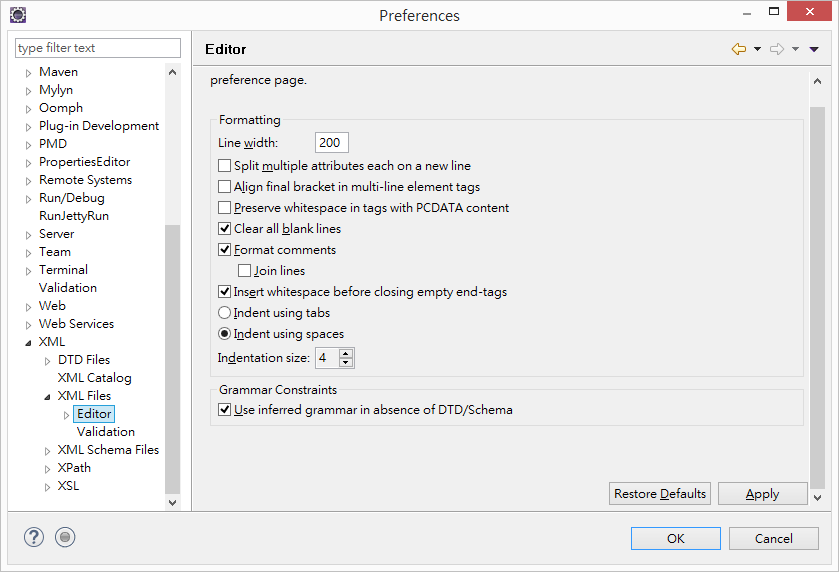 Preferences
type filter text
Maven
Mylyn
Oomph
Plug-in Development
PMD
PropertiesEditor
Remote Systems
Run/Debug
RunJettyRun
Server
Team
Terminal
Validation
Web
Web Services
XML
DTD Files
XML Catalog
XML Files
Editor
Validation
XML Schema Files
XPath
XSL
Editor
preference page.
Formatting
Line width: 200
Split multiple attributes each on a new line
Align final bracket in multi-line element tags
Preserve whitespace in tags with PCDATA content
Clear all blank lines
Format comments
Join lines
Insert whitespace before closing empty end-tags
Indent using tabs
Indent using spaces
Indentation size: 4
Grammar Constraints
Use inferred grammar in absence of DTD/Schema
Restore Defaults Apply
? OK Cancel